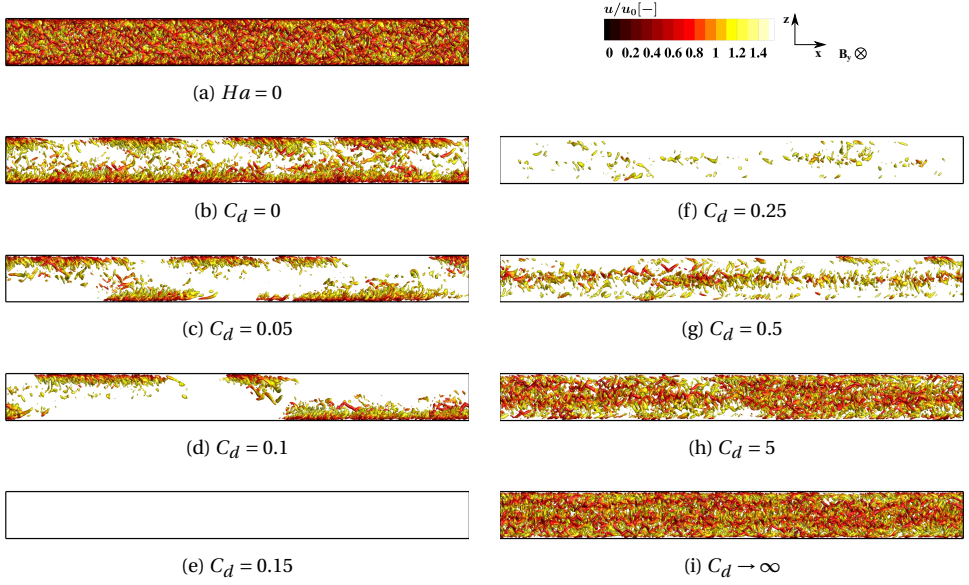 u/u₀[−]
0 0.2 0.4 0.6 0.8 1 1.2 1.4
z
x
B_y ⊗
(a) Ha = 0
(b) C_d = 0
(f) C_d = 0.25
(c) C_d = 0.05
(g) C_d = 0.5
(d) C_d = 0.1
(h) C_d = 5
(e) C_d = 0.15
(i) C_d → ∞